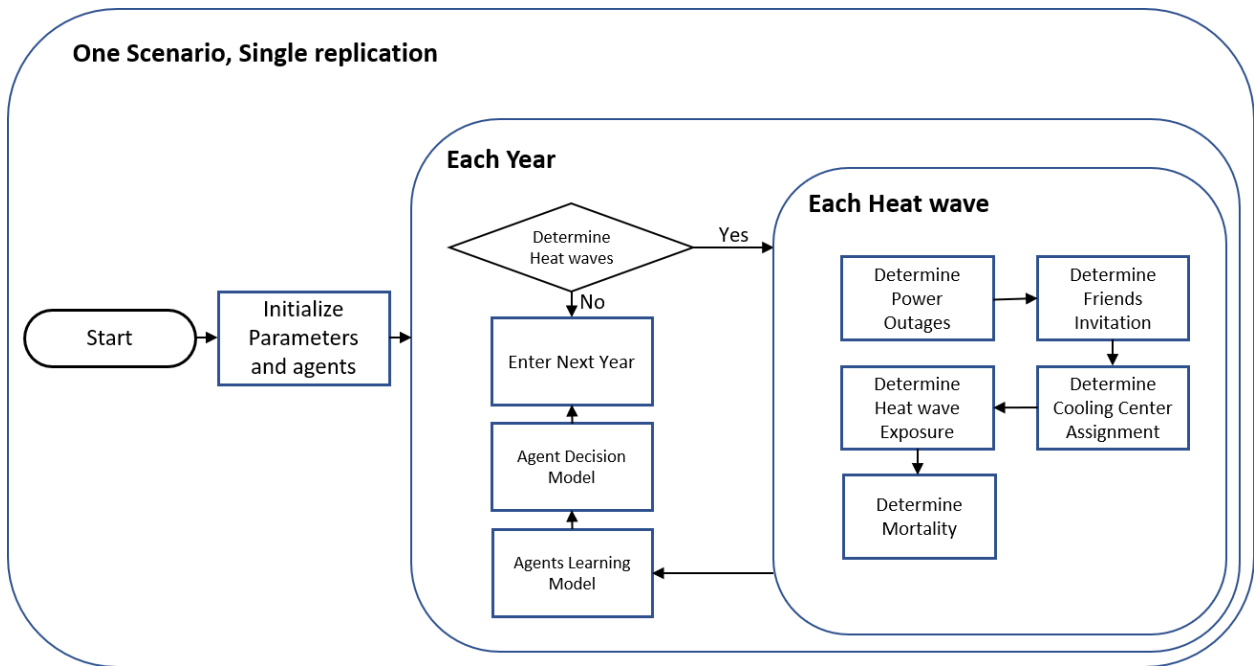 One Scenario, Single replication
Each Year
Each Heat wave
Determine
Heat waves
Yes
No
Start
Initialize
Parameters
and agents
Enter Next Year
Agent Decision
Model
Agents Learning
Model
Determine
Power
Outages
Determine
Friends
Invitation
Determine
Cooling Center
Assignment
Determine
Heat wave
Exposure
Determine
Mortality